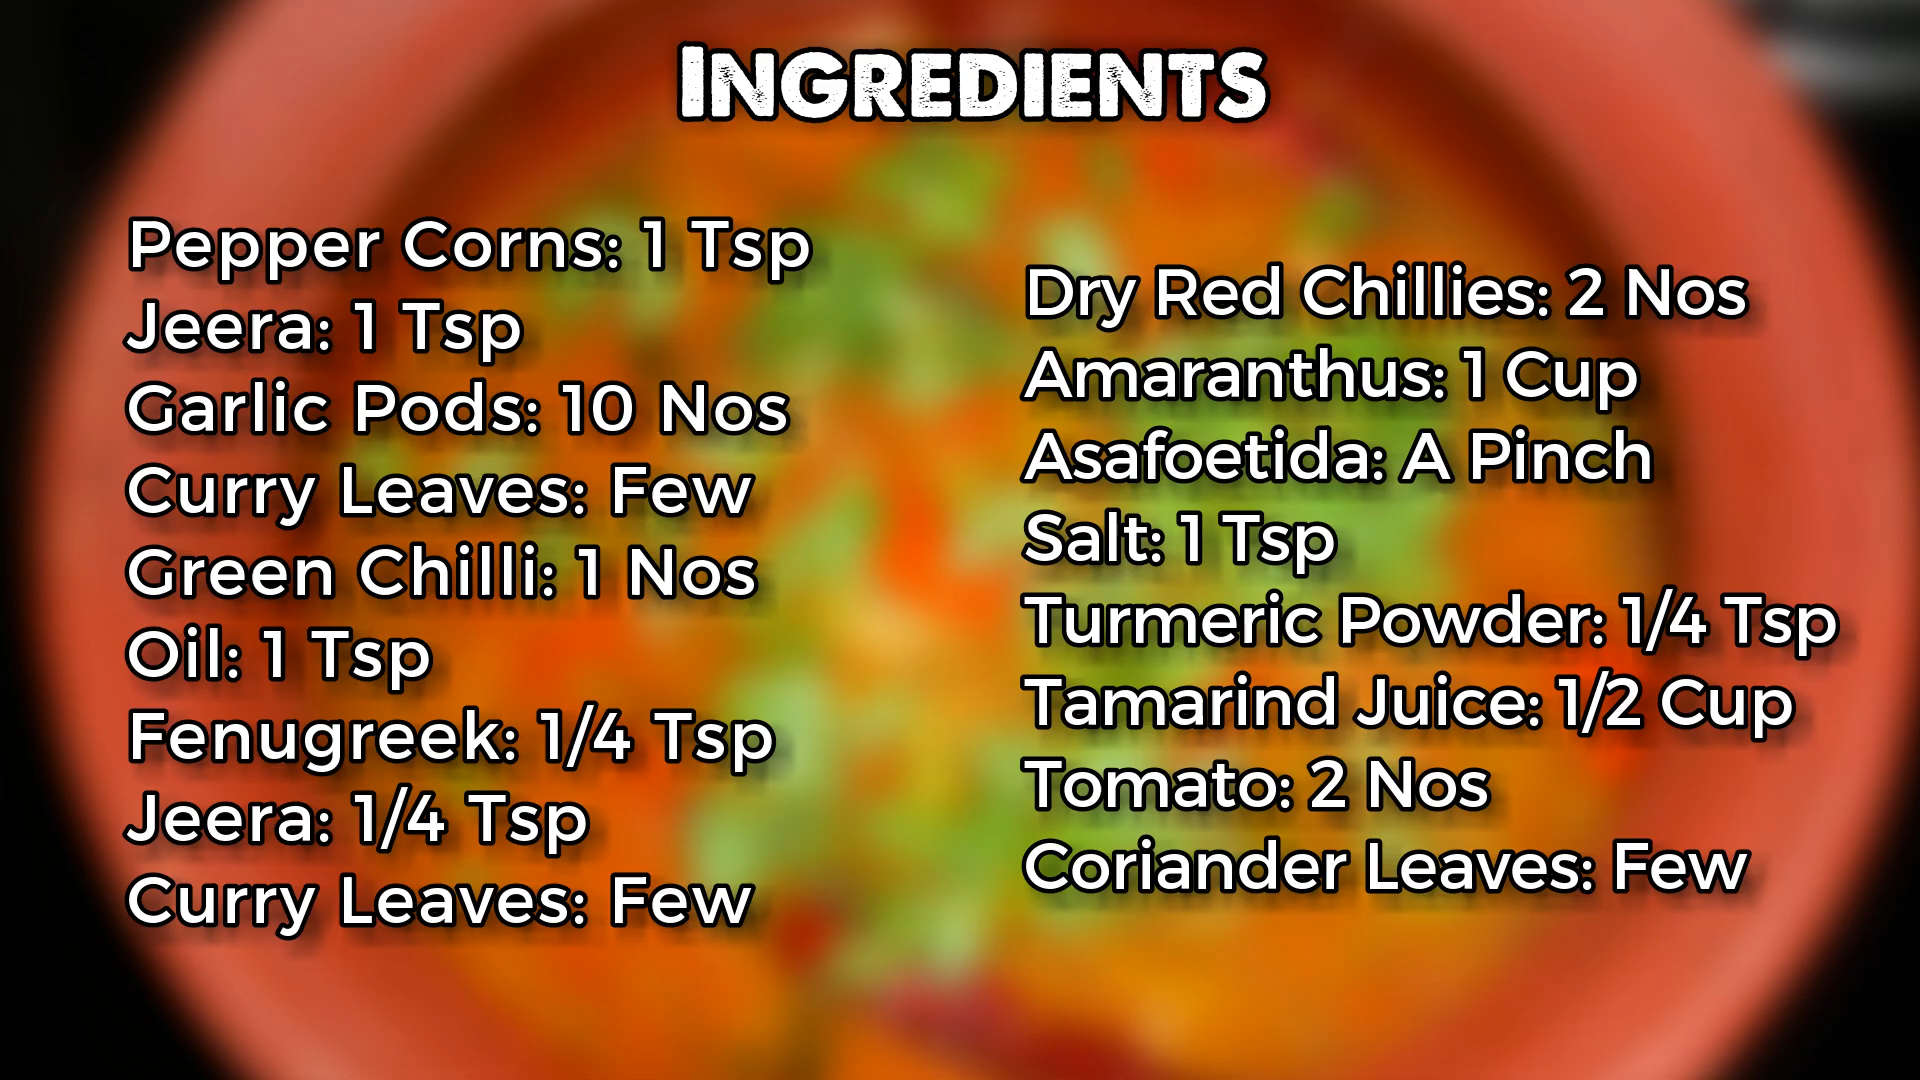 Ingredients
Pepper Corns: 1 Tsp
Jeera: 1 Tsp
Garlic Pods: 10 Nos
Curry Leaves: Few
Green Chilli: 1 Nos
Oil: 1 Tsp
Fenugreek: 1/4 Tsp
Jeera: 1/4 Tsp
Curry Leaves: Few
Dry Red Chillies: 2 Nos
Amaranthus: 1 Cup
Asafoetida: A Pinch
Salt: 1 Tsp
Turmeric Powder: 1/4 Tsp
Tamarind Juice: 1/2 Cup
Tomato: 2 Nos
Coriander Leaves: Few